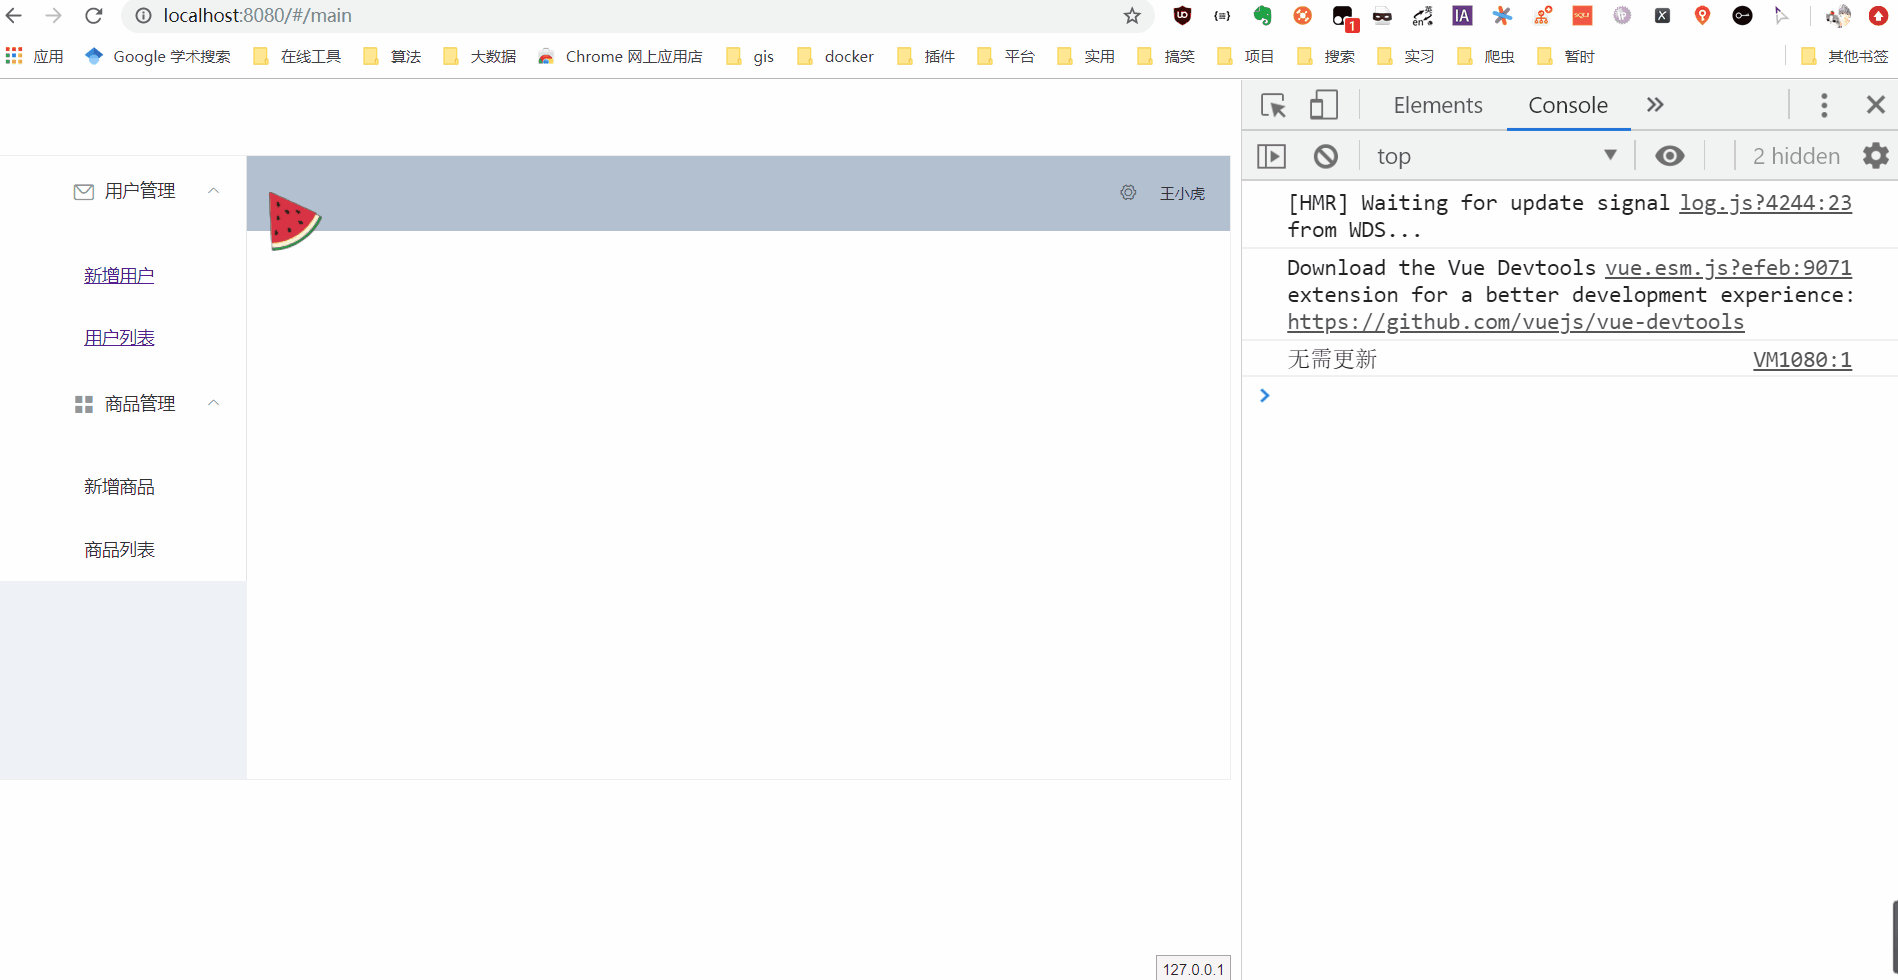 localhost:8080/#/main
1
en 英
IA
应用 Google 学术搜索 在线工具 算法 大数据 Chrome 网上应用店 gis docker 插件 平台 实用 搞笑 项目 搜索 实习 爬虫 暂时 其他书签
Elements Console
top 2 hidden
用户管理
新增用户
用户列表
商品管理
新增商品
商品列表
王小虎
[HMR] Waiting for update signal log.js?4244:23
from WDS...
Download the Vue Devtools vue.esm.js?efeb:9071
extension for a better development experience:
https://github.com/vuejs/vue-devtools
无需更新 VM1080:1
127.0.0.1